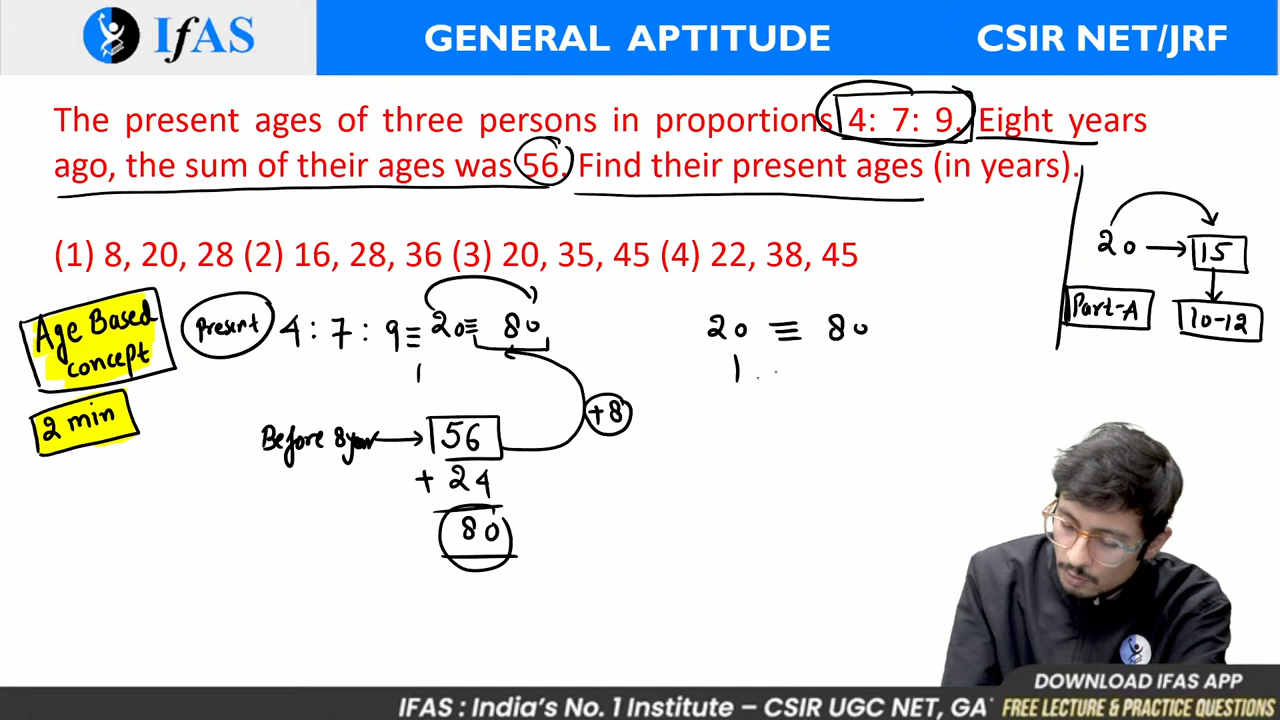 IfAS GENERAL APTITUDE CSIR NET/JRF
The present ages of three persons in proportions 4: 7: 9. Eight years
ago, the sum of their ages was 56. Find their present ages (in years).
(1) 8, 20, 28 (2) 16, 28, 36 (3) 20, 35, 45 (4) 22, 38, 45
20 → 15
Part-A 10-12
Age Based
concept
2 min
Present 4 : 7 : 9 ≡ 20 ≡ 80
1
Before 8year → 56
+8
+ 24
80
20 ≡ 80
1
DOWNLOAD IFAS APP
IFAS : India's No. 1 Institute – CSIR UGC NET, GA
FREE LECTURE & PRACTICE QUESTIONS